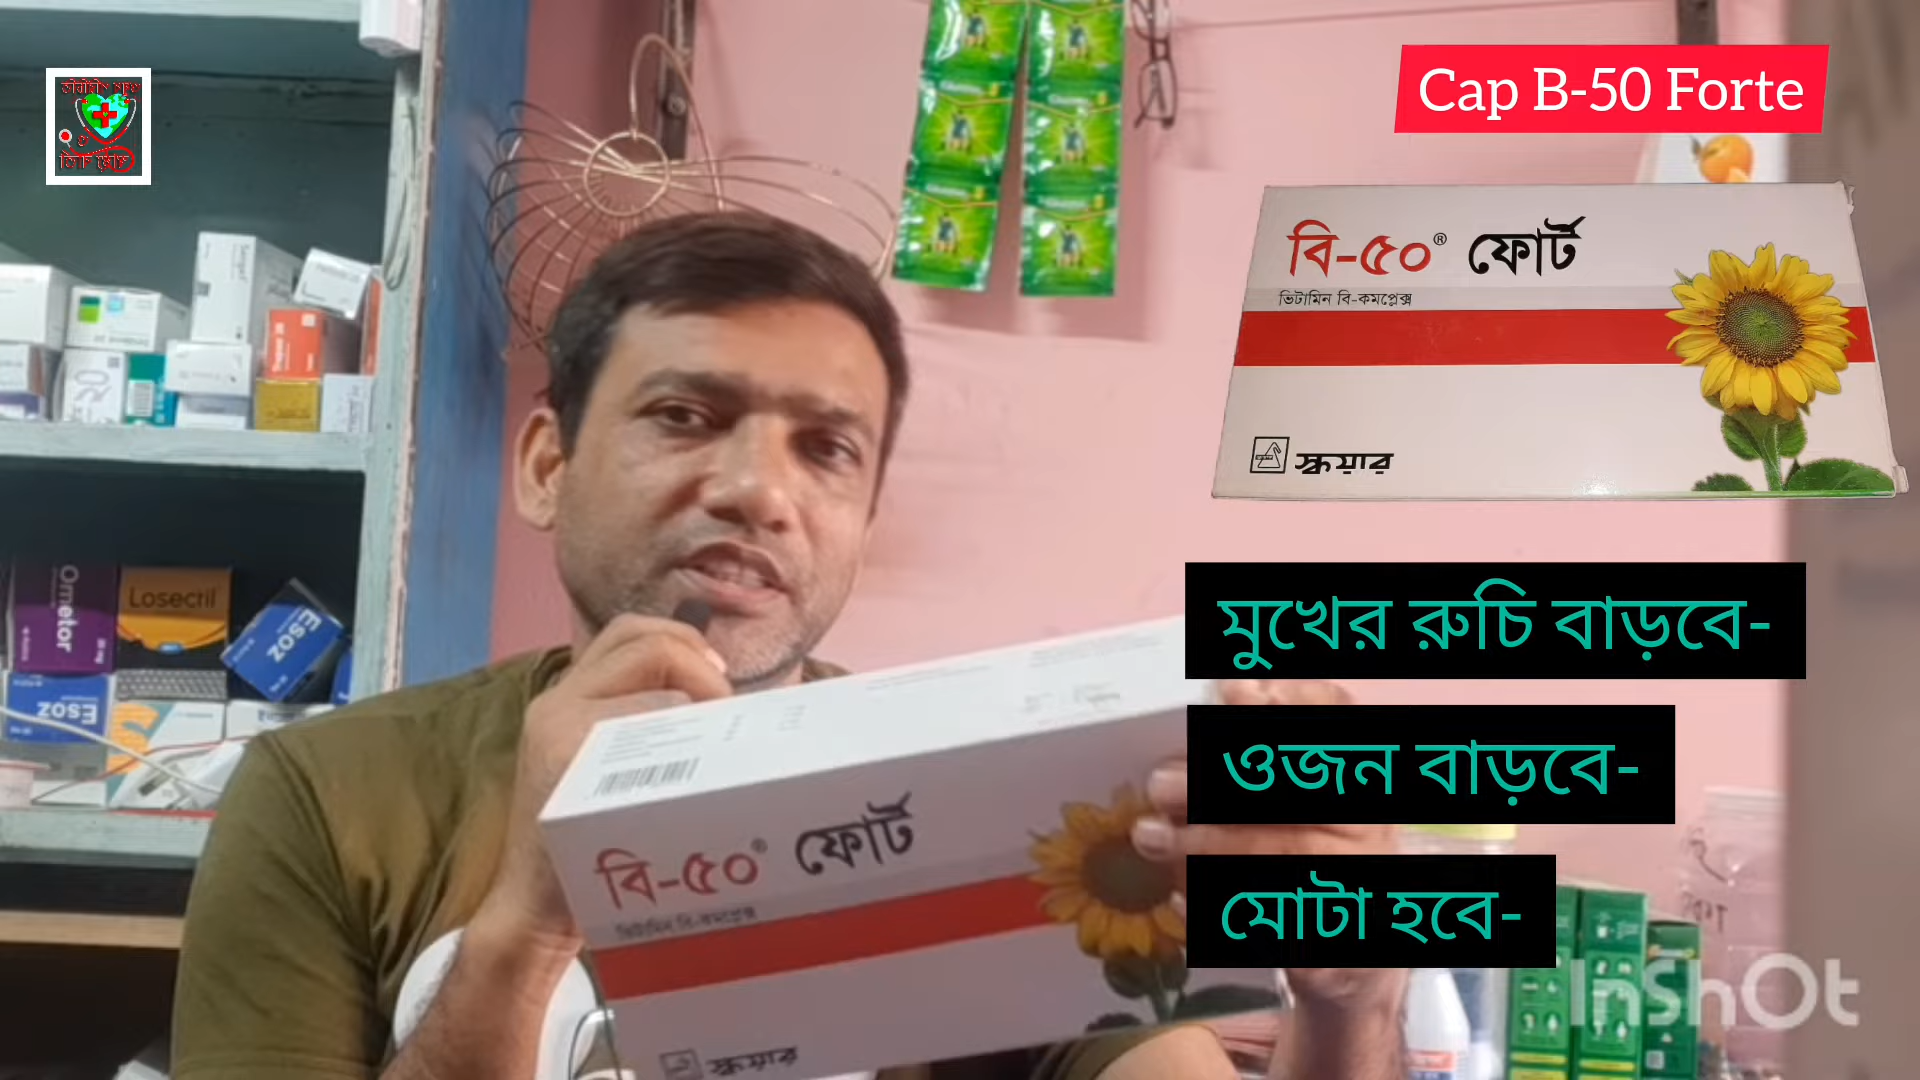 Cap B-50 Forte
বি-৫০® ফোর্ট
ভিটামিন বি-কমপ্লেক্স
স্কয়ার
মুখের রুচি বাড়বে-
ওজন বাড়বে-
মোটা হবে-
বি-৫০® ফোর্ট
ভিটামিন বি-কমপ্লেক্স
স্কয়ার
Ometor
Losectil
Esoz
Esoz
InShOt